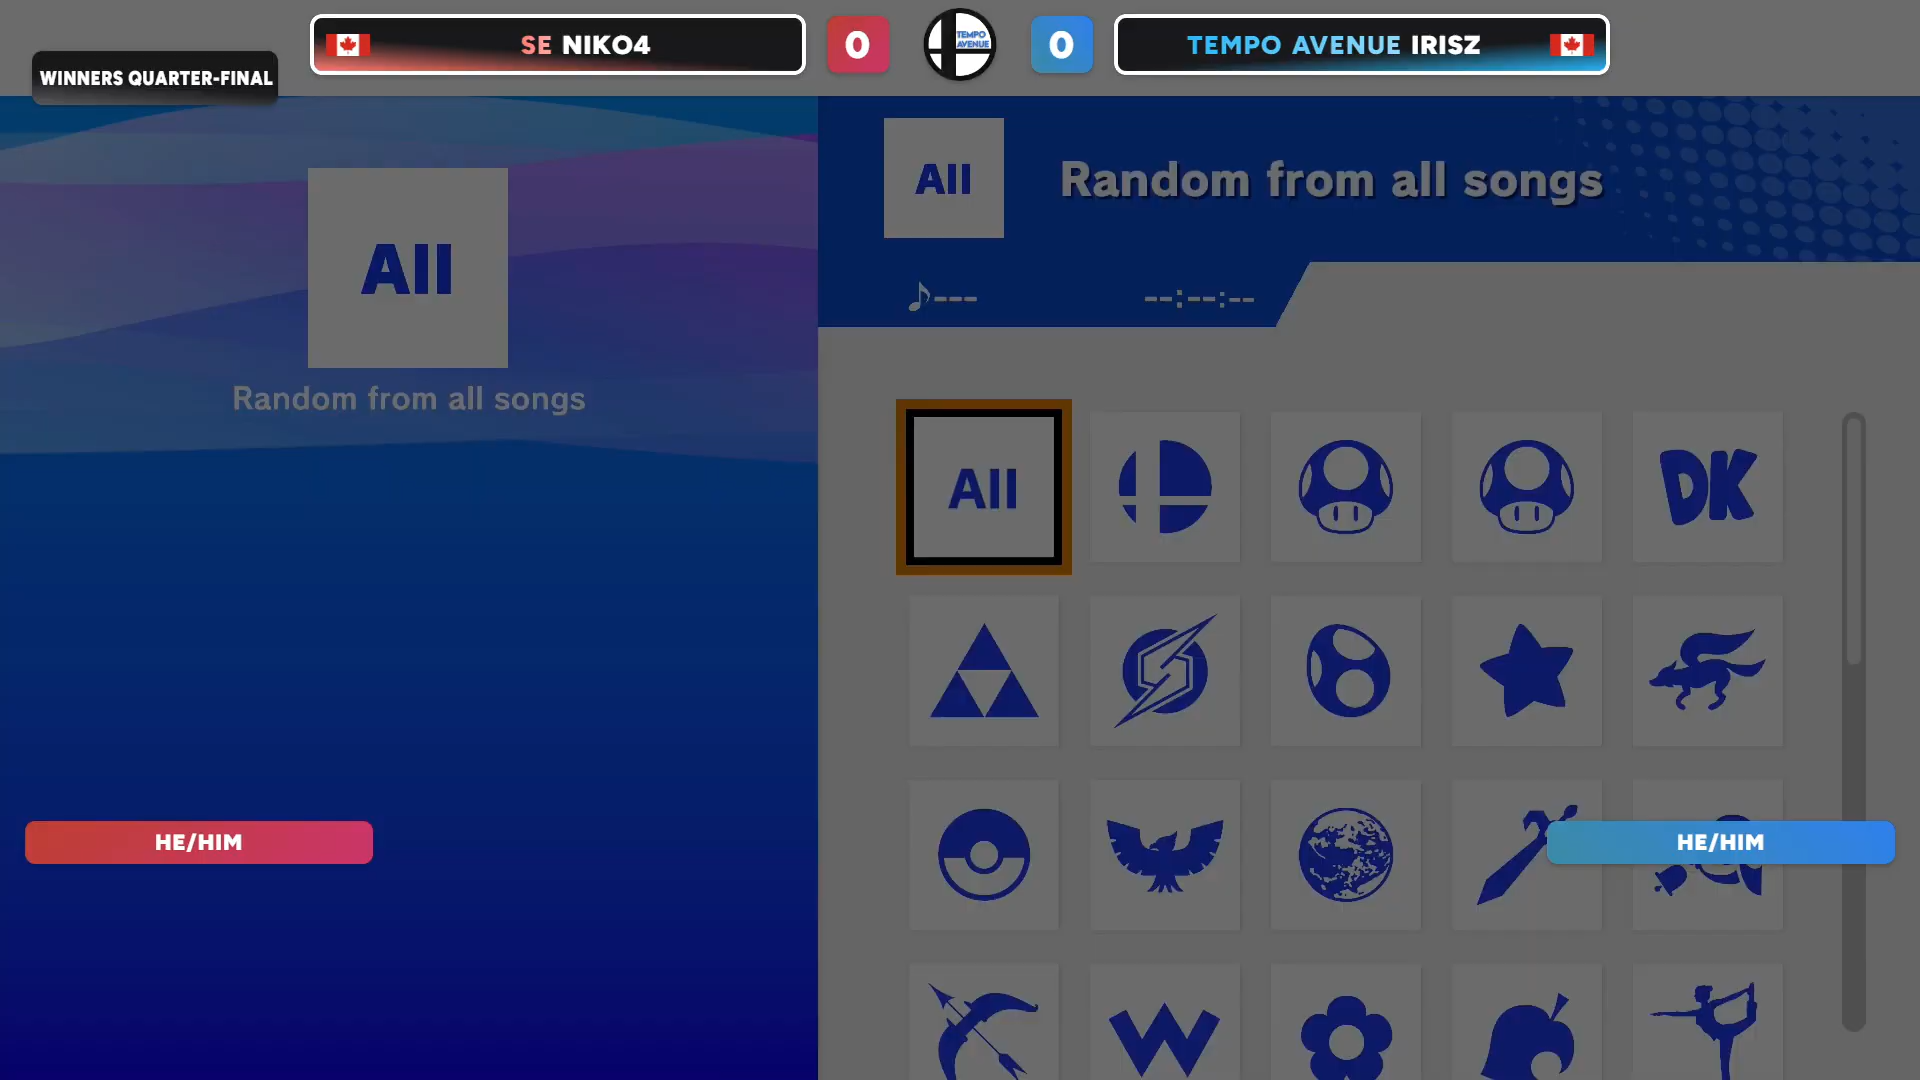 WINNERS QUARTER-FINAL
SE NIKO4
0
TEMPO AVENUE
0
TEMPO AVENUE IRISZ
All
Random from all songs
All
Random from all songs
♪---
--:--:--
All
DK
HE/HIM
HE/HIM